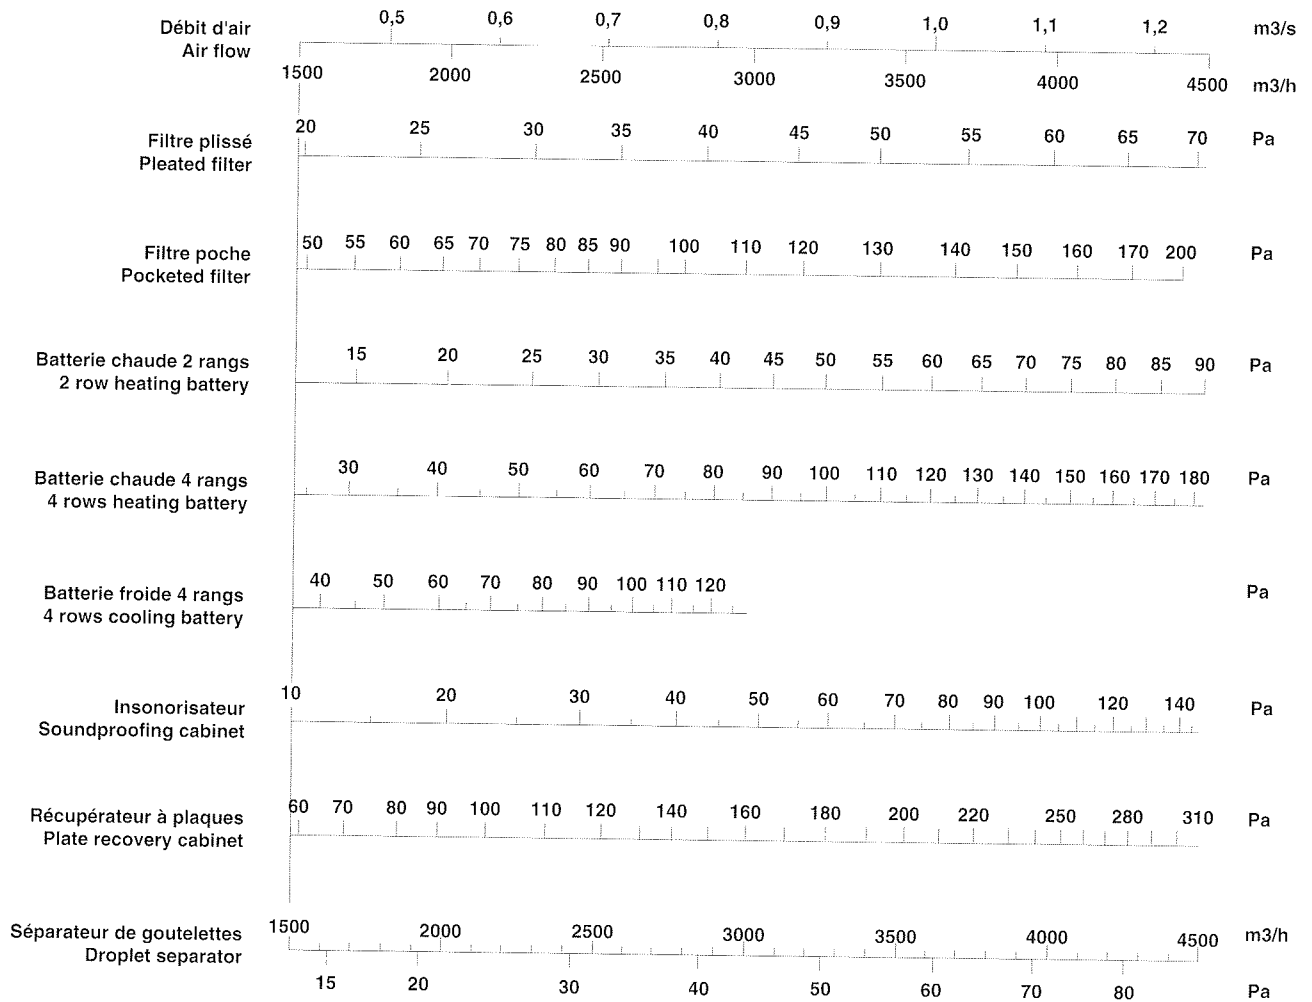 0,5 0,6 0,7 0,8 0,9 1,0 1,1 1,2 m3/s
Débit d'air
Air flow
1500 2000 2500 3000 3500 4000 4500 m3/h
20 25 30 35 40 45 50 55 60 65 70 Pa
Filtre plissé
Pleated filter
50 55 60 65 70 75 80 85 90 100 110 120 130 140 150 160 170 200 Pa
Filtre poche
Pocketed filter
15 20 25 30 35 40 45 50 55 60 65 70 75 80 85 90 Pa
Batterie chaude 2 rangs
2 row heating battery
30 40 50 60 70 80 90 100 110 120 130 140 150 160 170 180 Pa
Batterie chaude 4 rangs
4 rows heating battery
40 50 60 70 80 90 100 110 120 Pa
Batterie froide 4 rangs
4 rows cooling battery
10 20 30 40 50 60 70 80 90 100 120 140 Pa
Insonorisateur
Soundproofing cabinet
60 70 80 90 100 110 120 140 160 180 200 220 250 280 310 Pa
Récupérateur à plaques
Plate recovery cabinet
1500 2000 2500 3000 3500 4000 4500 m3/h
Séparateur de goutelettes
Droplet separator
15 20 30 40 50 60 70 80 Pa